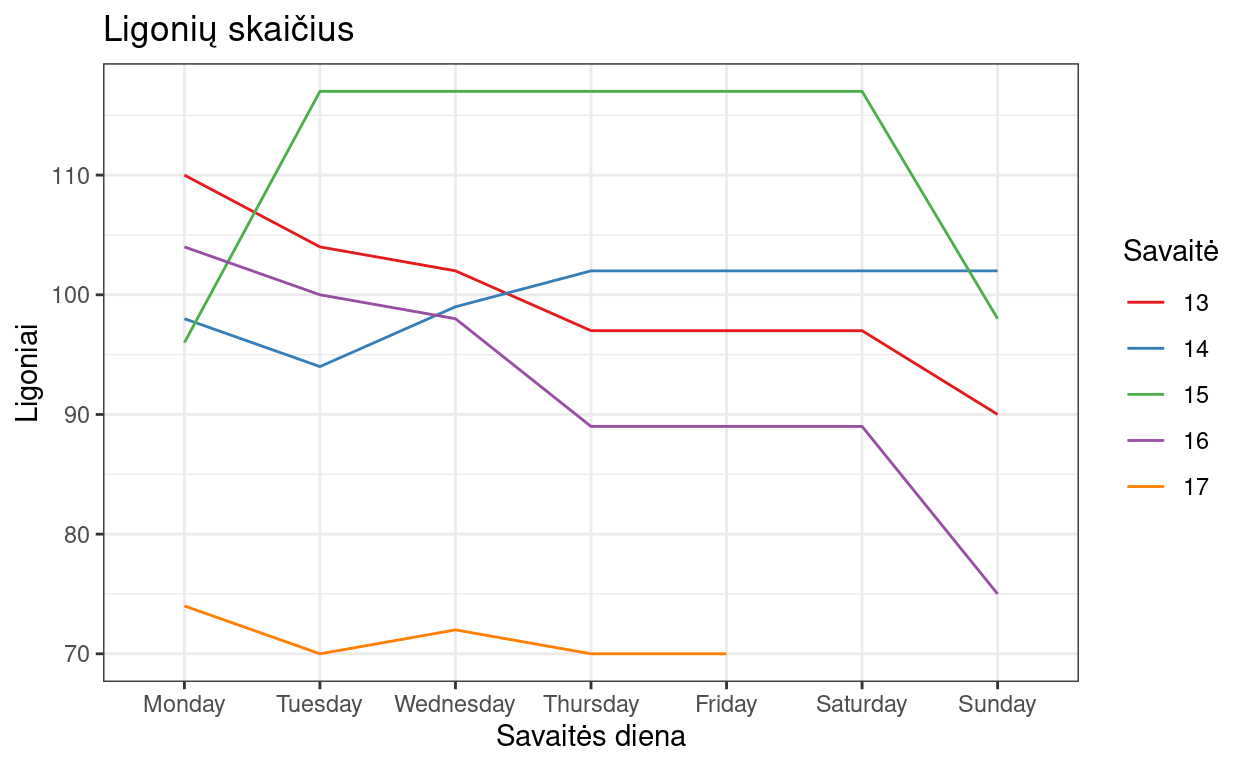 Ligonių skaičius
Ligoniai
110
100
90
80
70
Monday Tuesday Wednesday Thursday Friday Saturday Sunday
Savaitės diena
Savaitė
13
14
15
16
17